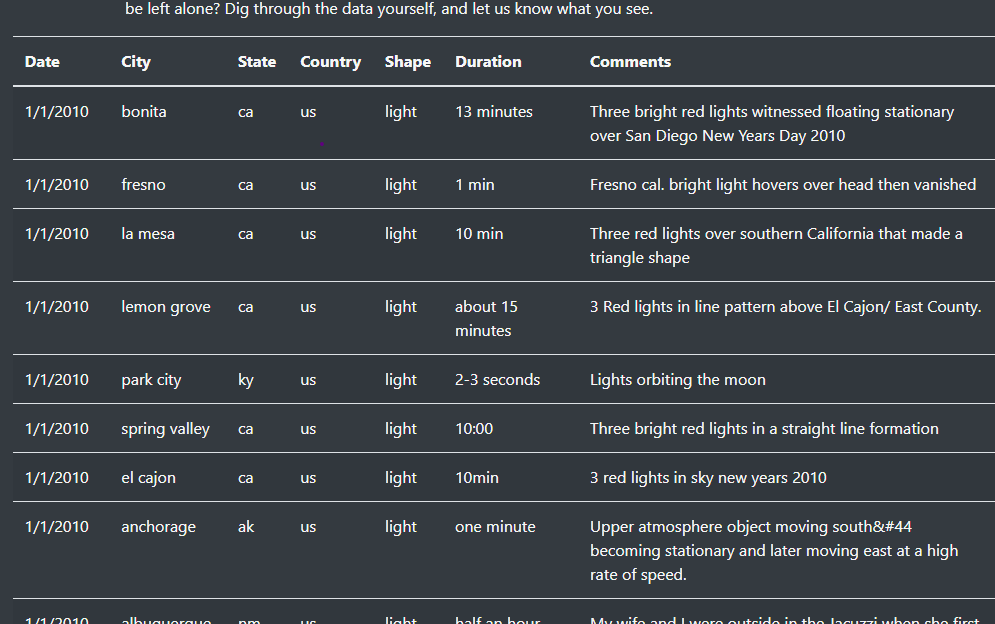 be left alone? Dig through the data yourself, and let us know what you see.
Date City State Country Shape Duration Comments
1/1/2010 bonita ca us light 13 minutes Three bright red lights witnessed floating stationary
over San Diego New Years Day 2010
1/1/2010 fresno ca us light 1 min Fresno cal. bright light hovers over head then vanished
1/1/2010 la mesa ca us light 10 min Three red lights over southern California that made a
triangle shape
1/1/2010 lemon grove ca us light about 15 3 Red lights in line pattern above El Cajon/ East County.
minutes
1/1/2010 park city ky us light 2-3 seconds Lights orbiting the moon
1/1/2010 spring valley ca us light 10:00 Three bright red lights in a straight line formation
1/1/2010 el cajon ca us light 10min 3 red lights in sky new years 2010
1/1/2010 anchorage ak us light one minute Upper atmosphere object moving south&#44
becoming stationary and later moving east at a high
rate of speed.
1/1/2010 albuquerque nm us light half an hour My wife and I were outside in the Jacuzzi when she first